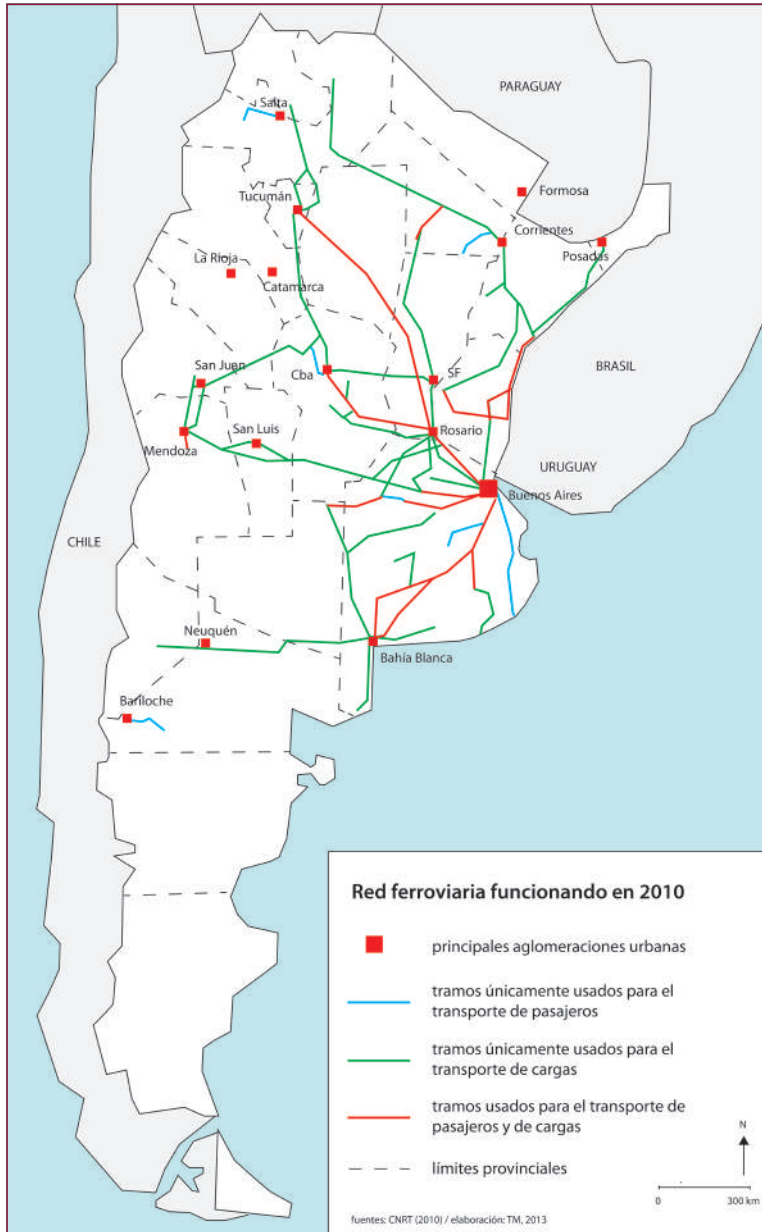 PARAGUAY
Salta
Formosa
Tucumán
Corrientes
Posadas
La Rioja
Catamarca
BRASIL
San Juen
Cba
SF
San Luis
Rosario
Mendoza
URUGUAY
Buenos Aires
CHILE
Neuquén
Bahía Blanca
Bariloche
Red ferroviaria funcionando en 2010
principales aglomeraciones urbanas
tramos únicamente usados para el
transporte de pasajeros
tramos únicamente usados para el
transporte de cargas
tramos usados para el transporte de
pasajeros y de cargas
límites provinciales
N
0 300 km
fuentes: CNRT (2010) / elaboración: TM, 2013